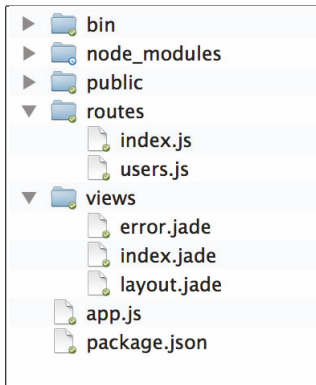 bin
node_modules
public
routes
index.js
users.js
views
error.jade
index.jade
layout.jade
app.js
package.json